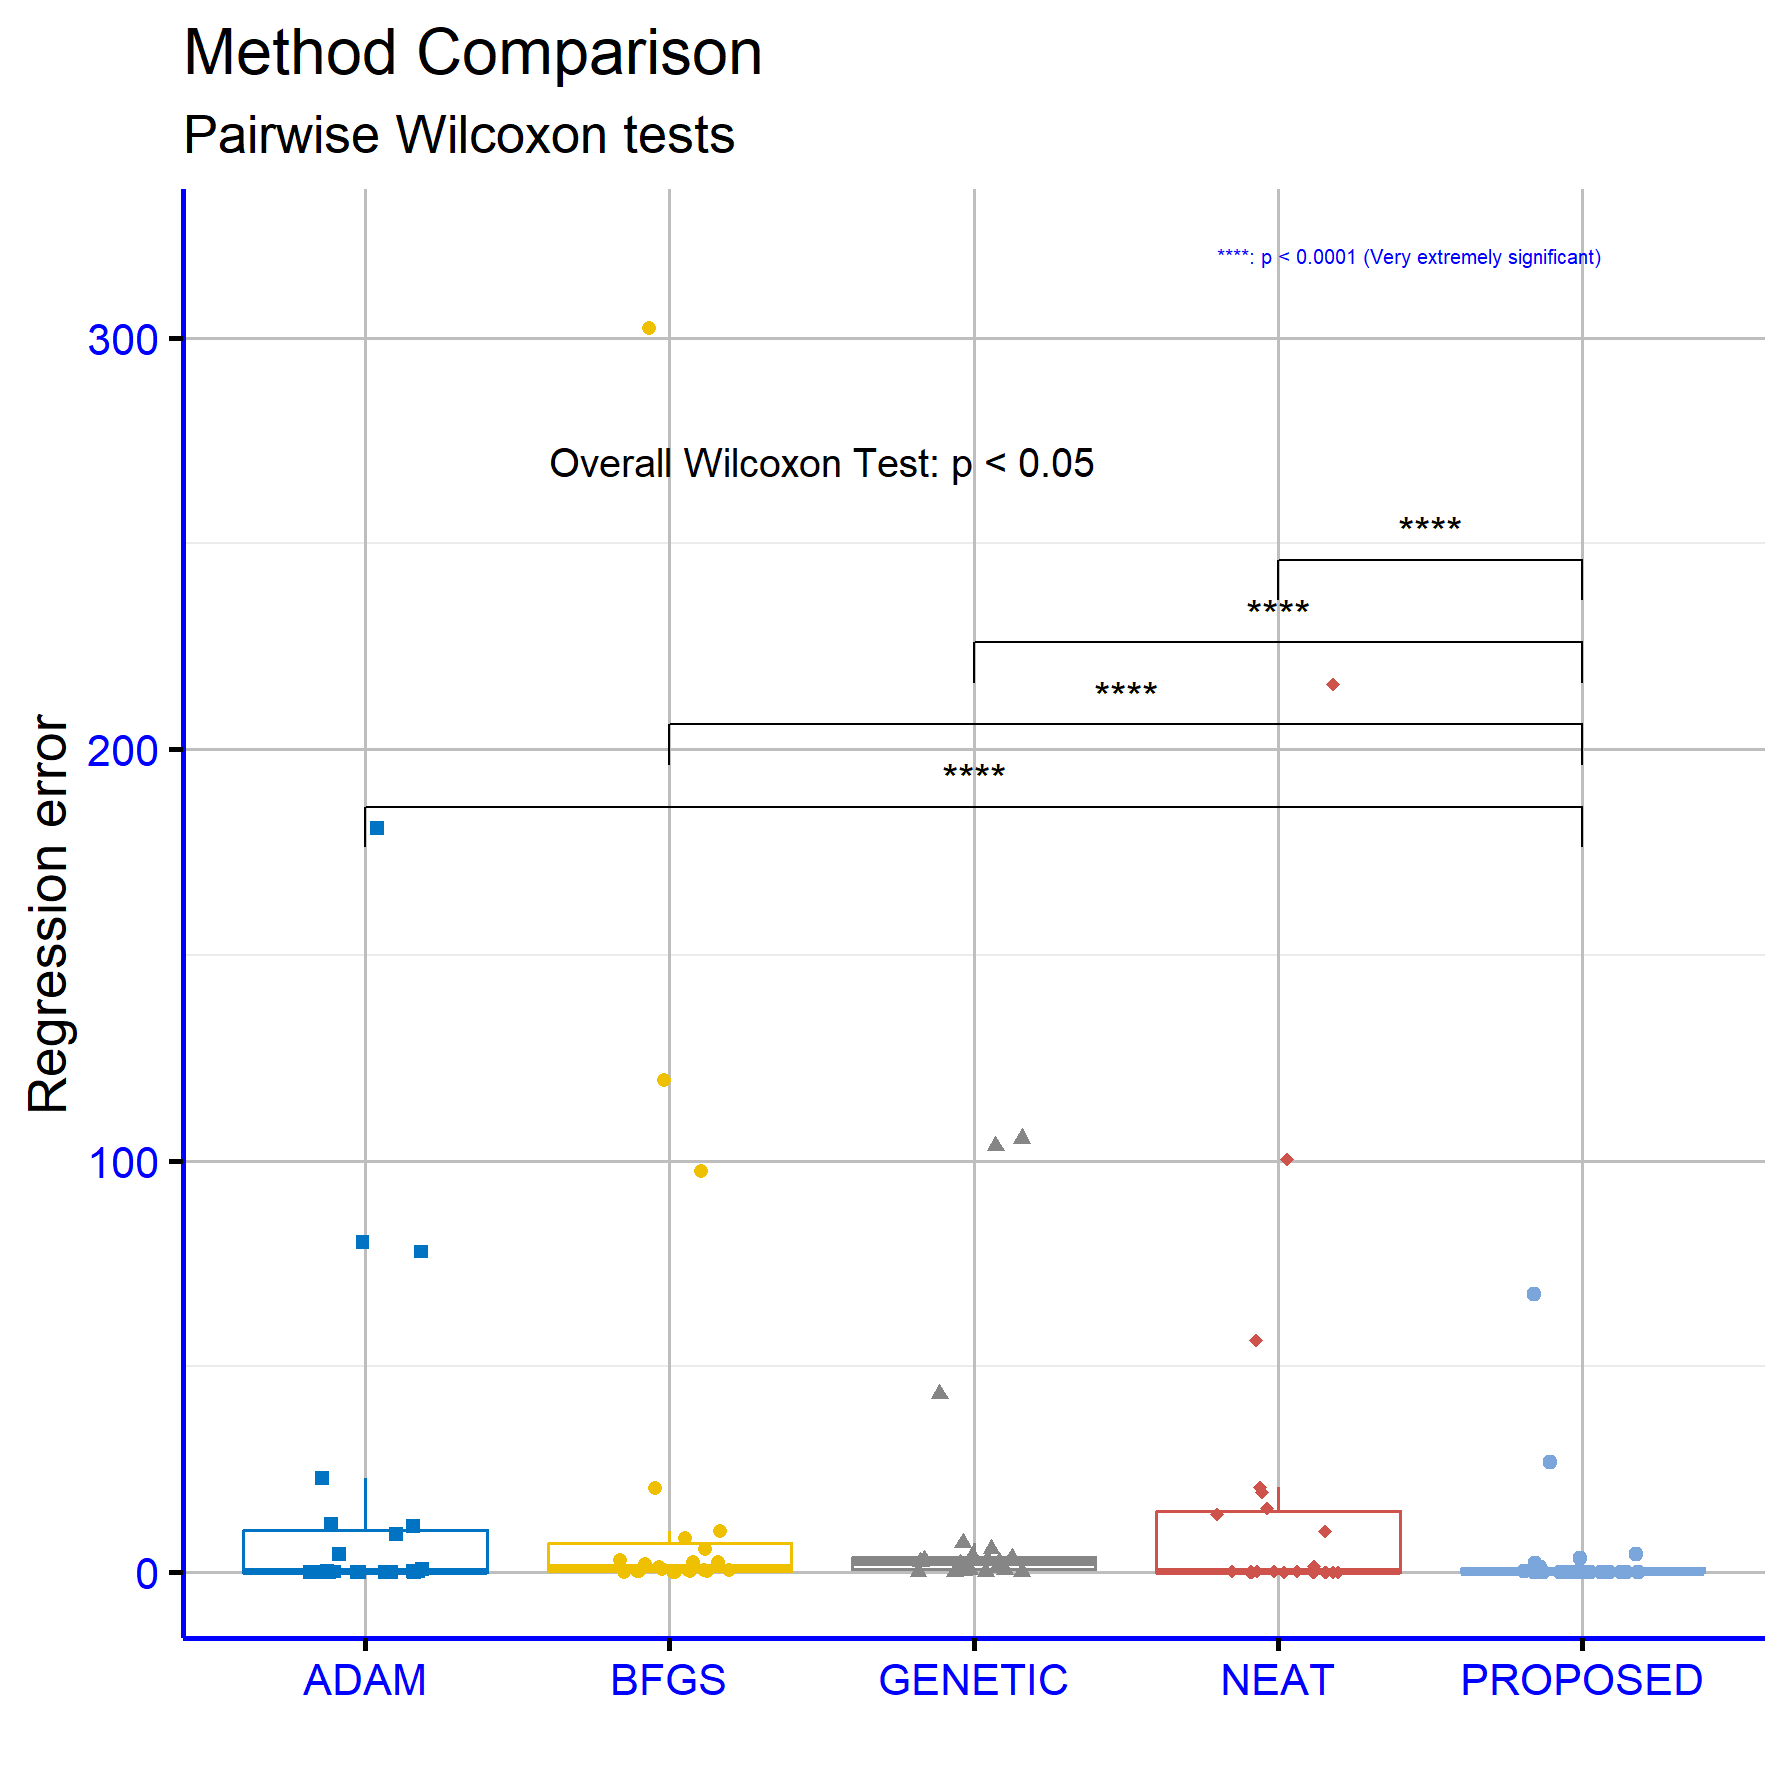 Method Comparison
Pairwise Wilcoxon tests
****: p < 0.0001 (Very extremely significant)
300
Overall Wilcoxon Test: p < 0.05
****
****
****
200
****
Regression error
100
0
ADAM BFGS GENETIC NEAT PROPOSED